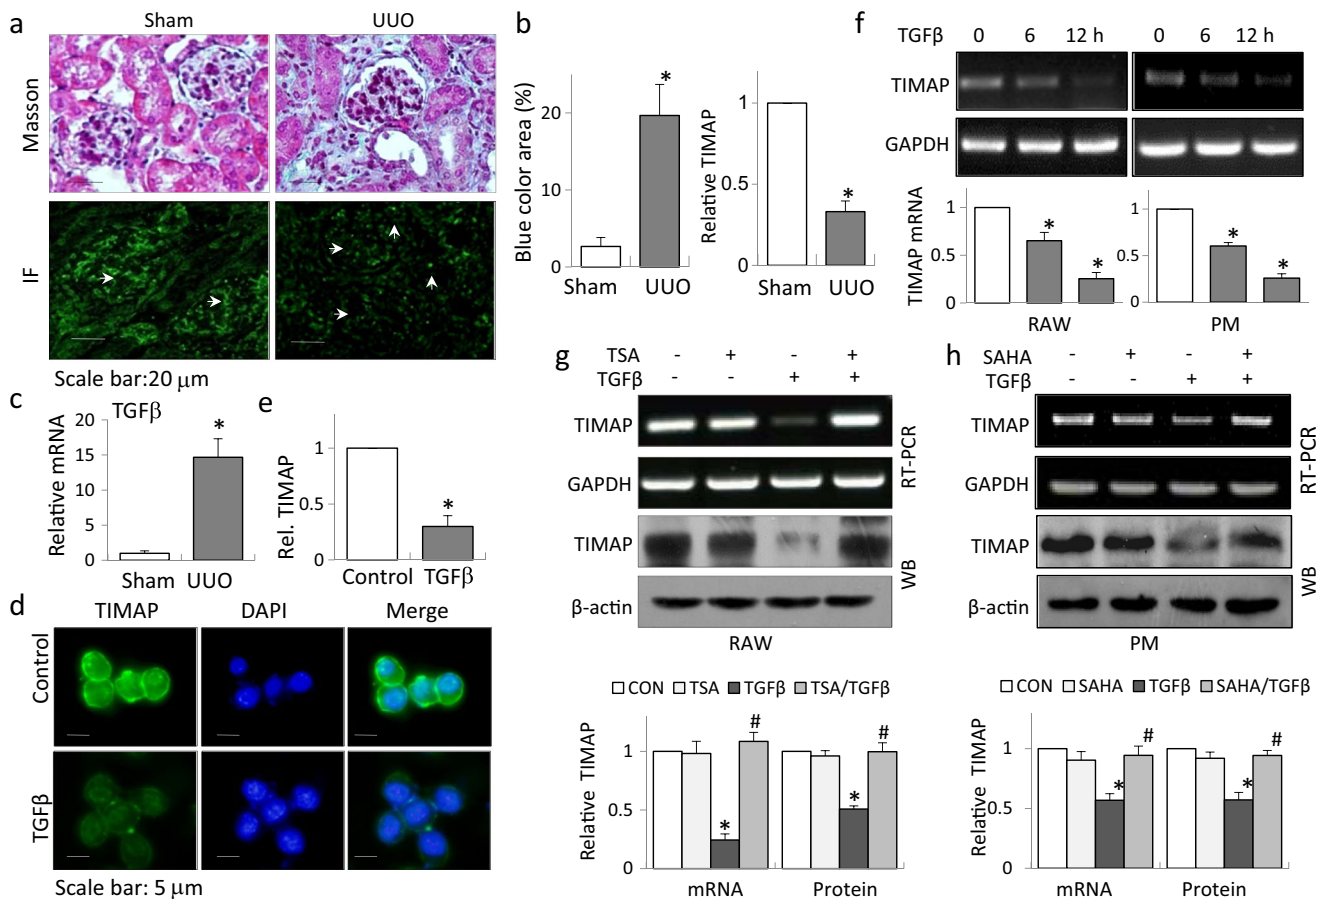 a
Sham UUO
Masson
IF
Scale bar:20 μm
b
Blue color area (%)
20
10
0
*
Sham UUO
Relative TIMAP
1
0.5
0
*
Sham UUO
c
TGFβ
Relative mRNA
20
15
10
5
0
*
Sham UUO
e
Rel. TIMAP
1
0.5
0
*
Control TGFβ
d
TIMAP DAPI Merge
Control
TGFβ
Scale bar: 5 μm
f
TGFβ 0 6 12 h 0 6 12 h
TIMAP
GAPDH
TIMAP mRNA
1
0.5
0
* *
RAW
1
0.5
0
* *
PM
g
TSA - + - +
TGFβ - - + +
TIMAP
GAPDH
RT-PCR
TIMAP
β-actin
WB
RAW
CON TSA TGFβ TSA/TGFβ
Relative TIMAP
1
0.5
0
* # * #
mRNA Protein
h
SAHA - + - +
TGFβ - - + +
TIMAP
GAPDH
RT-PCR
TIMAP
β-actin
WB
PM
CON SAHA TGFβ SAHA/TGFβ
Relative TIMAP
1
0.5
0
* # * #
mRNA Protein